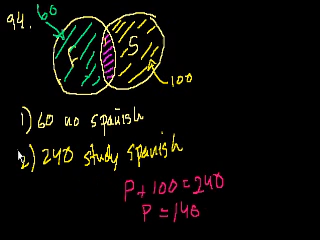 94.
60
F
S
100
1) 60 no spanish
2) 240 study spanish
P + 100 = 240
P = 140